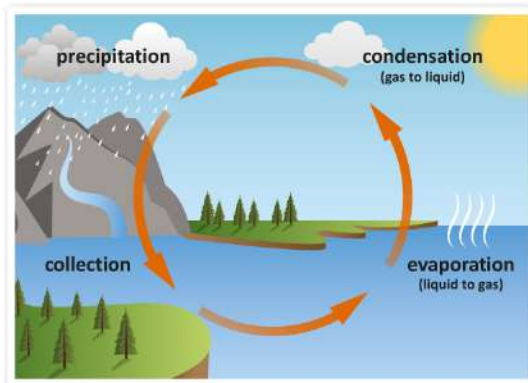 precipitation
condensation
(gas to liquid)
collection
evaporation
(liquid to gas)